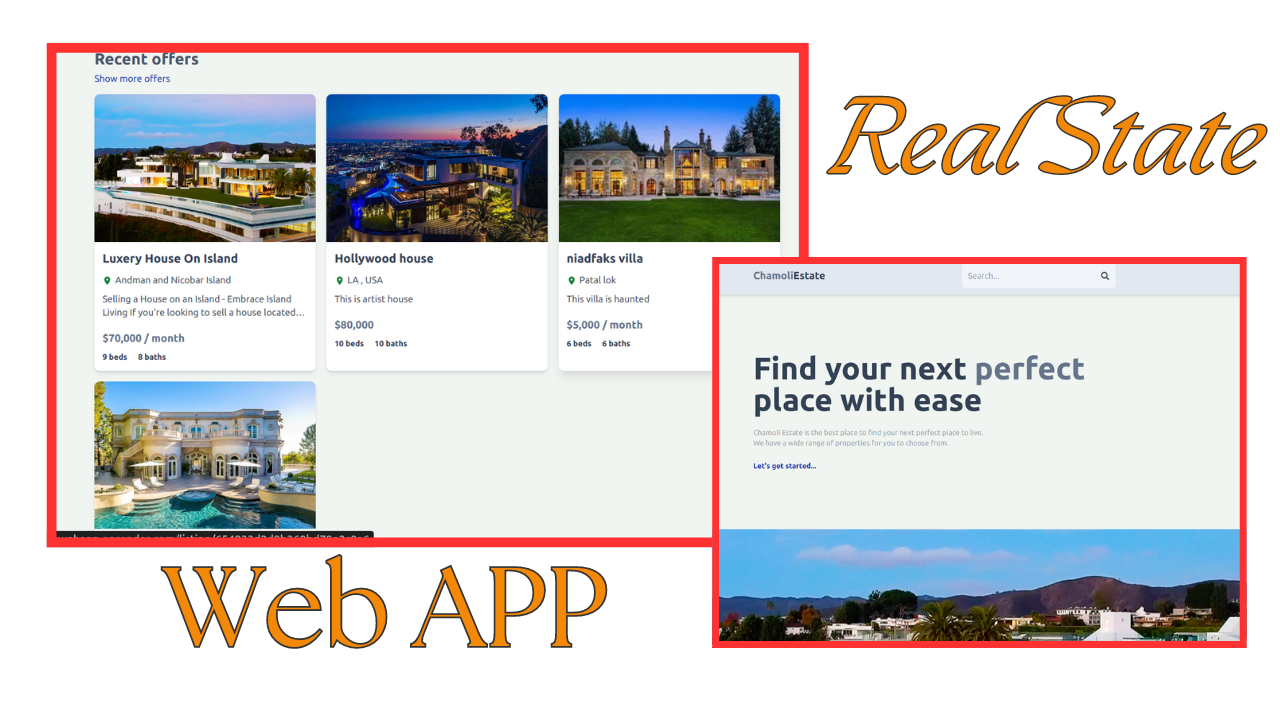 Recent offers
Show more offers
Luxery House On Island
Andman and Nicobar Island
Selling a House on an Island - Embrace Island
Living If you're looking to sell a house located...
$70,000 / month
9 beds 8 baths
Hollywood house
LA , USA
This is artist house
$80,000
10 beds 10 baths
niadfaks villa
Patal lok
This villa is haunted
$5,000 / month
6 beds 6 baths
Real State
ChamoliEstate
Search...
Find your next perfect
place with ease
Chamoli Estate is the best place to find your next perfect place to live.
We have a wide range of properties for you to choose from.
Let's get started...
Web APP